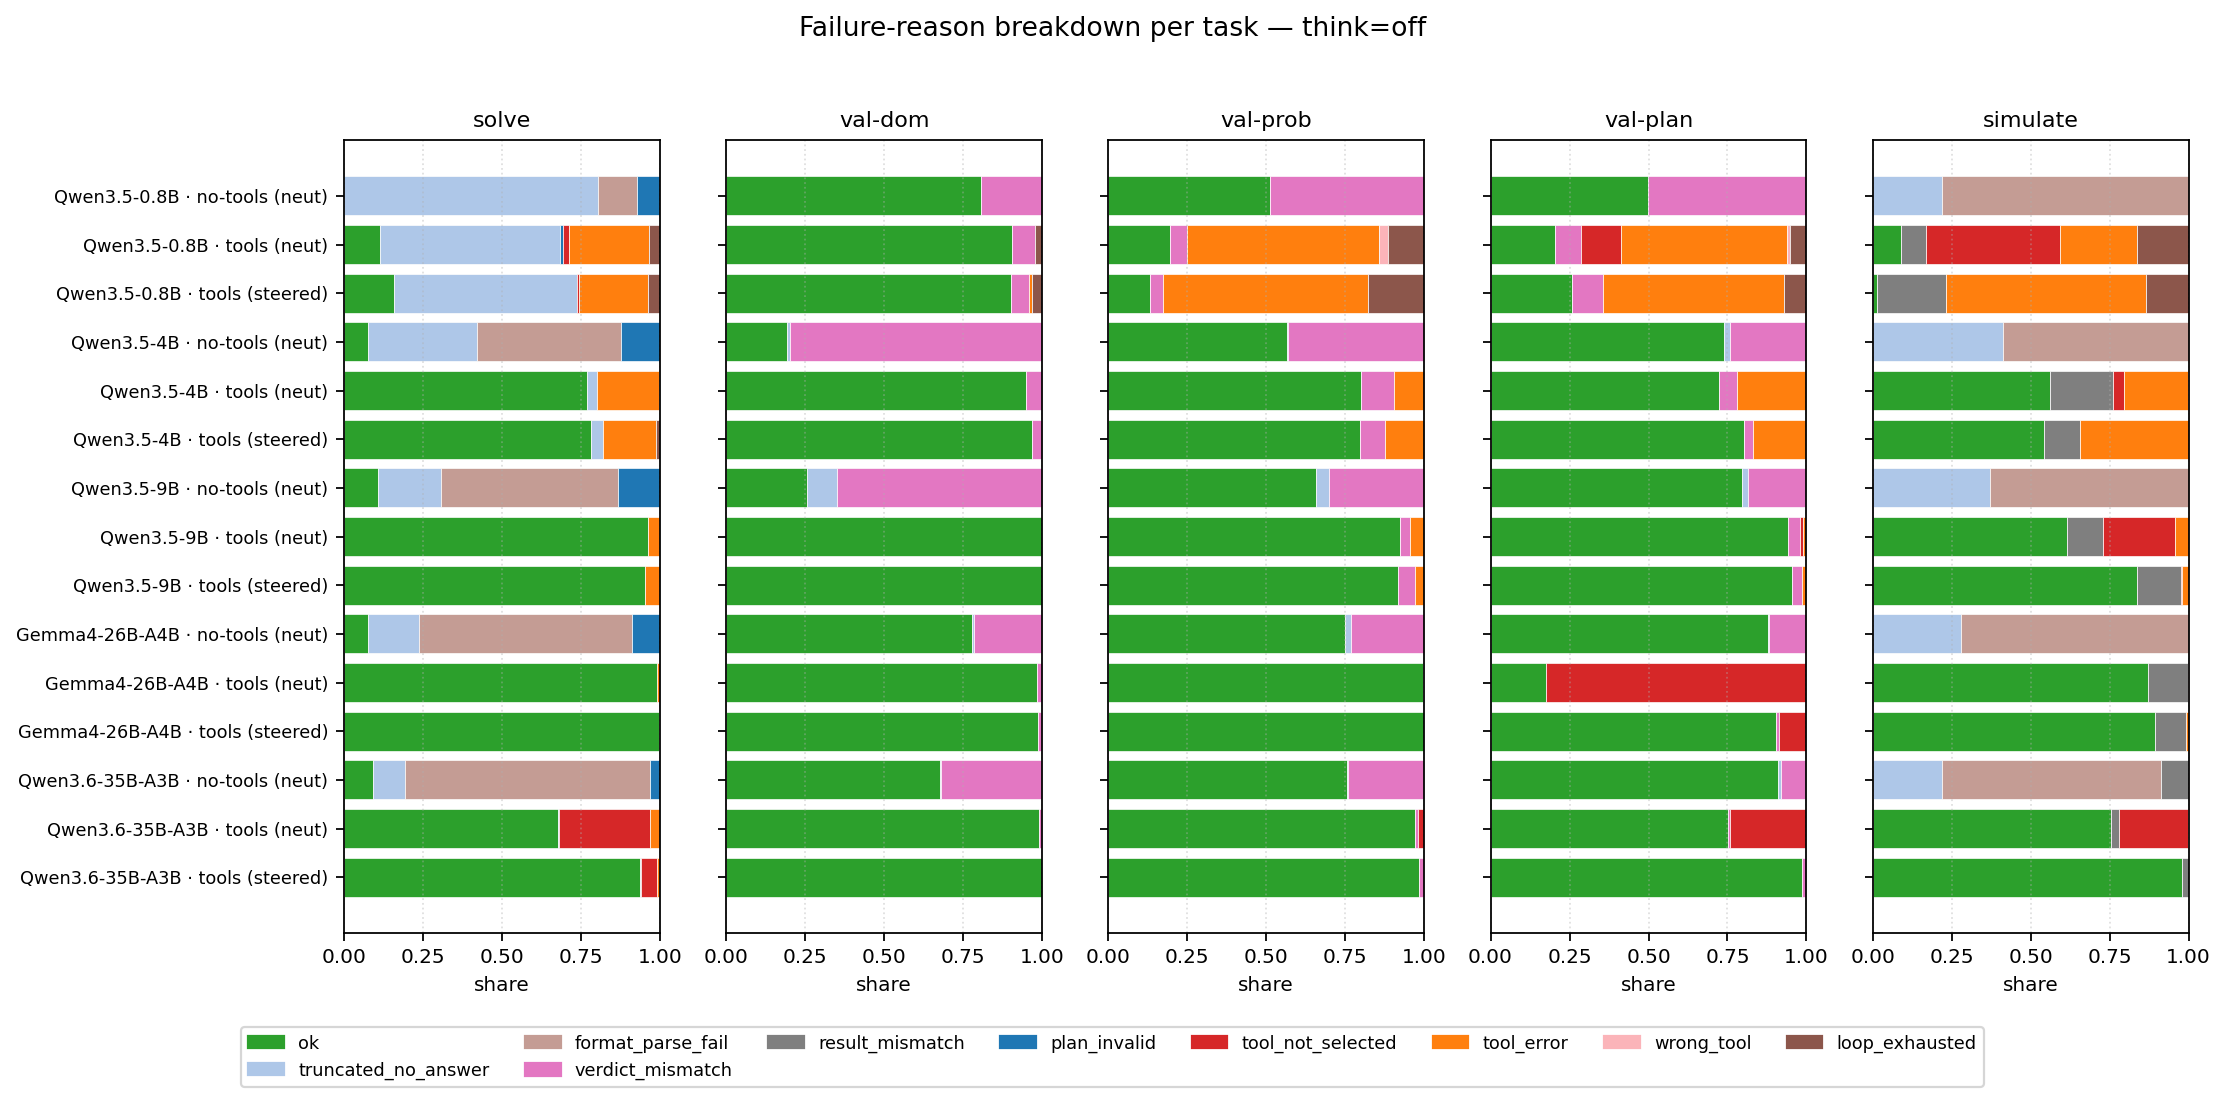 Failure-reason breakdown per task — think=off
solve
val-dom
val-prob
val-plan
simulate
Qwen3.5-0.8B · no-tools (neut)
Qwen3.5-0.8B · tools (neut)
Qwen3.5-0.8B · tools (steered)
Qwen3.5-4B · no-tools (neut)
Qwen3.5-4B · tools (neut)
Qwen3.5-4B · tools (steered)
Qwen3.5-9B · no-tools (neut)
Qwen3.5-9B · tools (neut)
Qwen3.5-9B · tools (steered)
Gemma4-26B-A4B · no-tools (neut)
Gemma4-26B-A4B · tools (neut)
Gemma4-26B-A4B · tools (steered)
Qwen3.6-35B-A3B · no-tools (neut)
Qwen3.6-35B-A3B · tools (neut)
Qwen3.6-35B-A3B · tools (steered)
0.00 0.25 0.50 0.75 1.00
share
0.00 0.25 0.50 0.75 1.00
share
0.00 0.25 0.50 0.75 1.00
share
0.00 0.25 0.50 0.75 1.00
share
0.00 0.25 0.50 0.75 1.00
share
ok
truncated_no_answer
format_parse_fail
verdict_mismatch
result_mismatch
plan_invalid
tool_not_selected
tool_error
wrong_tool
loop_exhausted